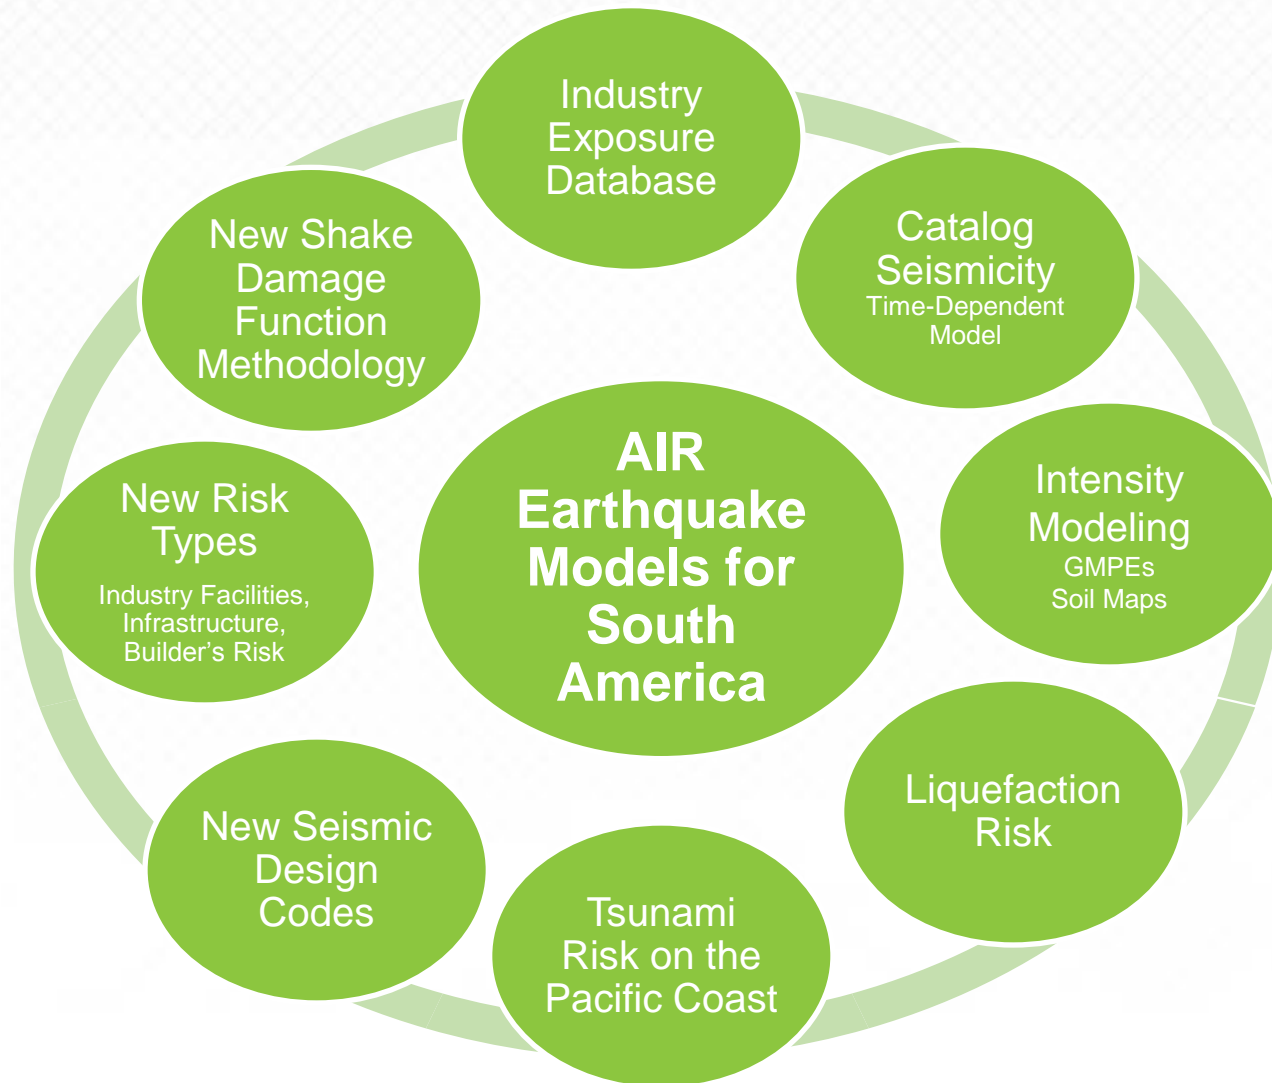 Industry
Exposure
Database
Catalog
Seismicity
Time-Dependent
Model
Intensity
Modeling
GMPEs
Soil Maps
Liquefaction
Risk
Tsunami
Risk on the
Pacific Coast
New Seismic
Design
Codes
New Risk
Types
Industry Facilities,
Infrastructure,
Builder’s Risk
New Shake
Damage
Function
Methodology
AIR
Earthquake
Models for
South
America